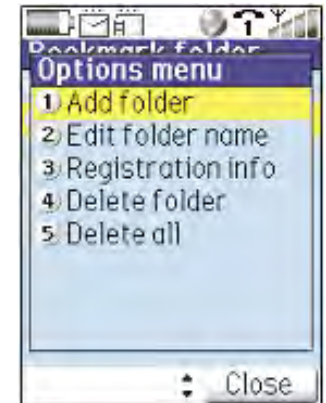 Bookmark folder
Options menu
1 Add folder
2 Edit folder name
3 Registration info
4 Delete folder
5 Delete all
Close